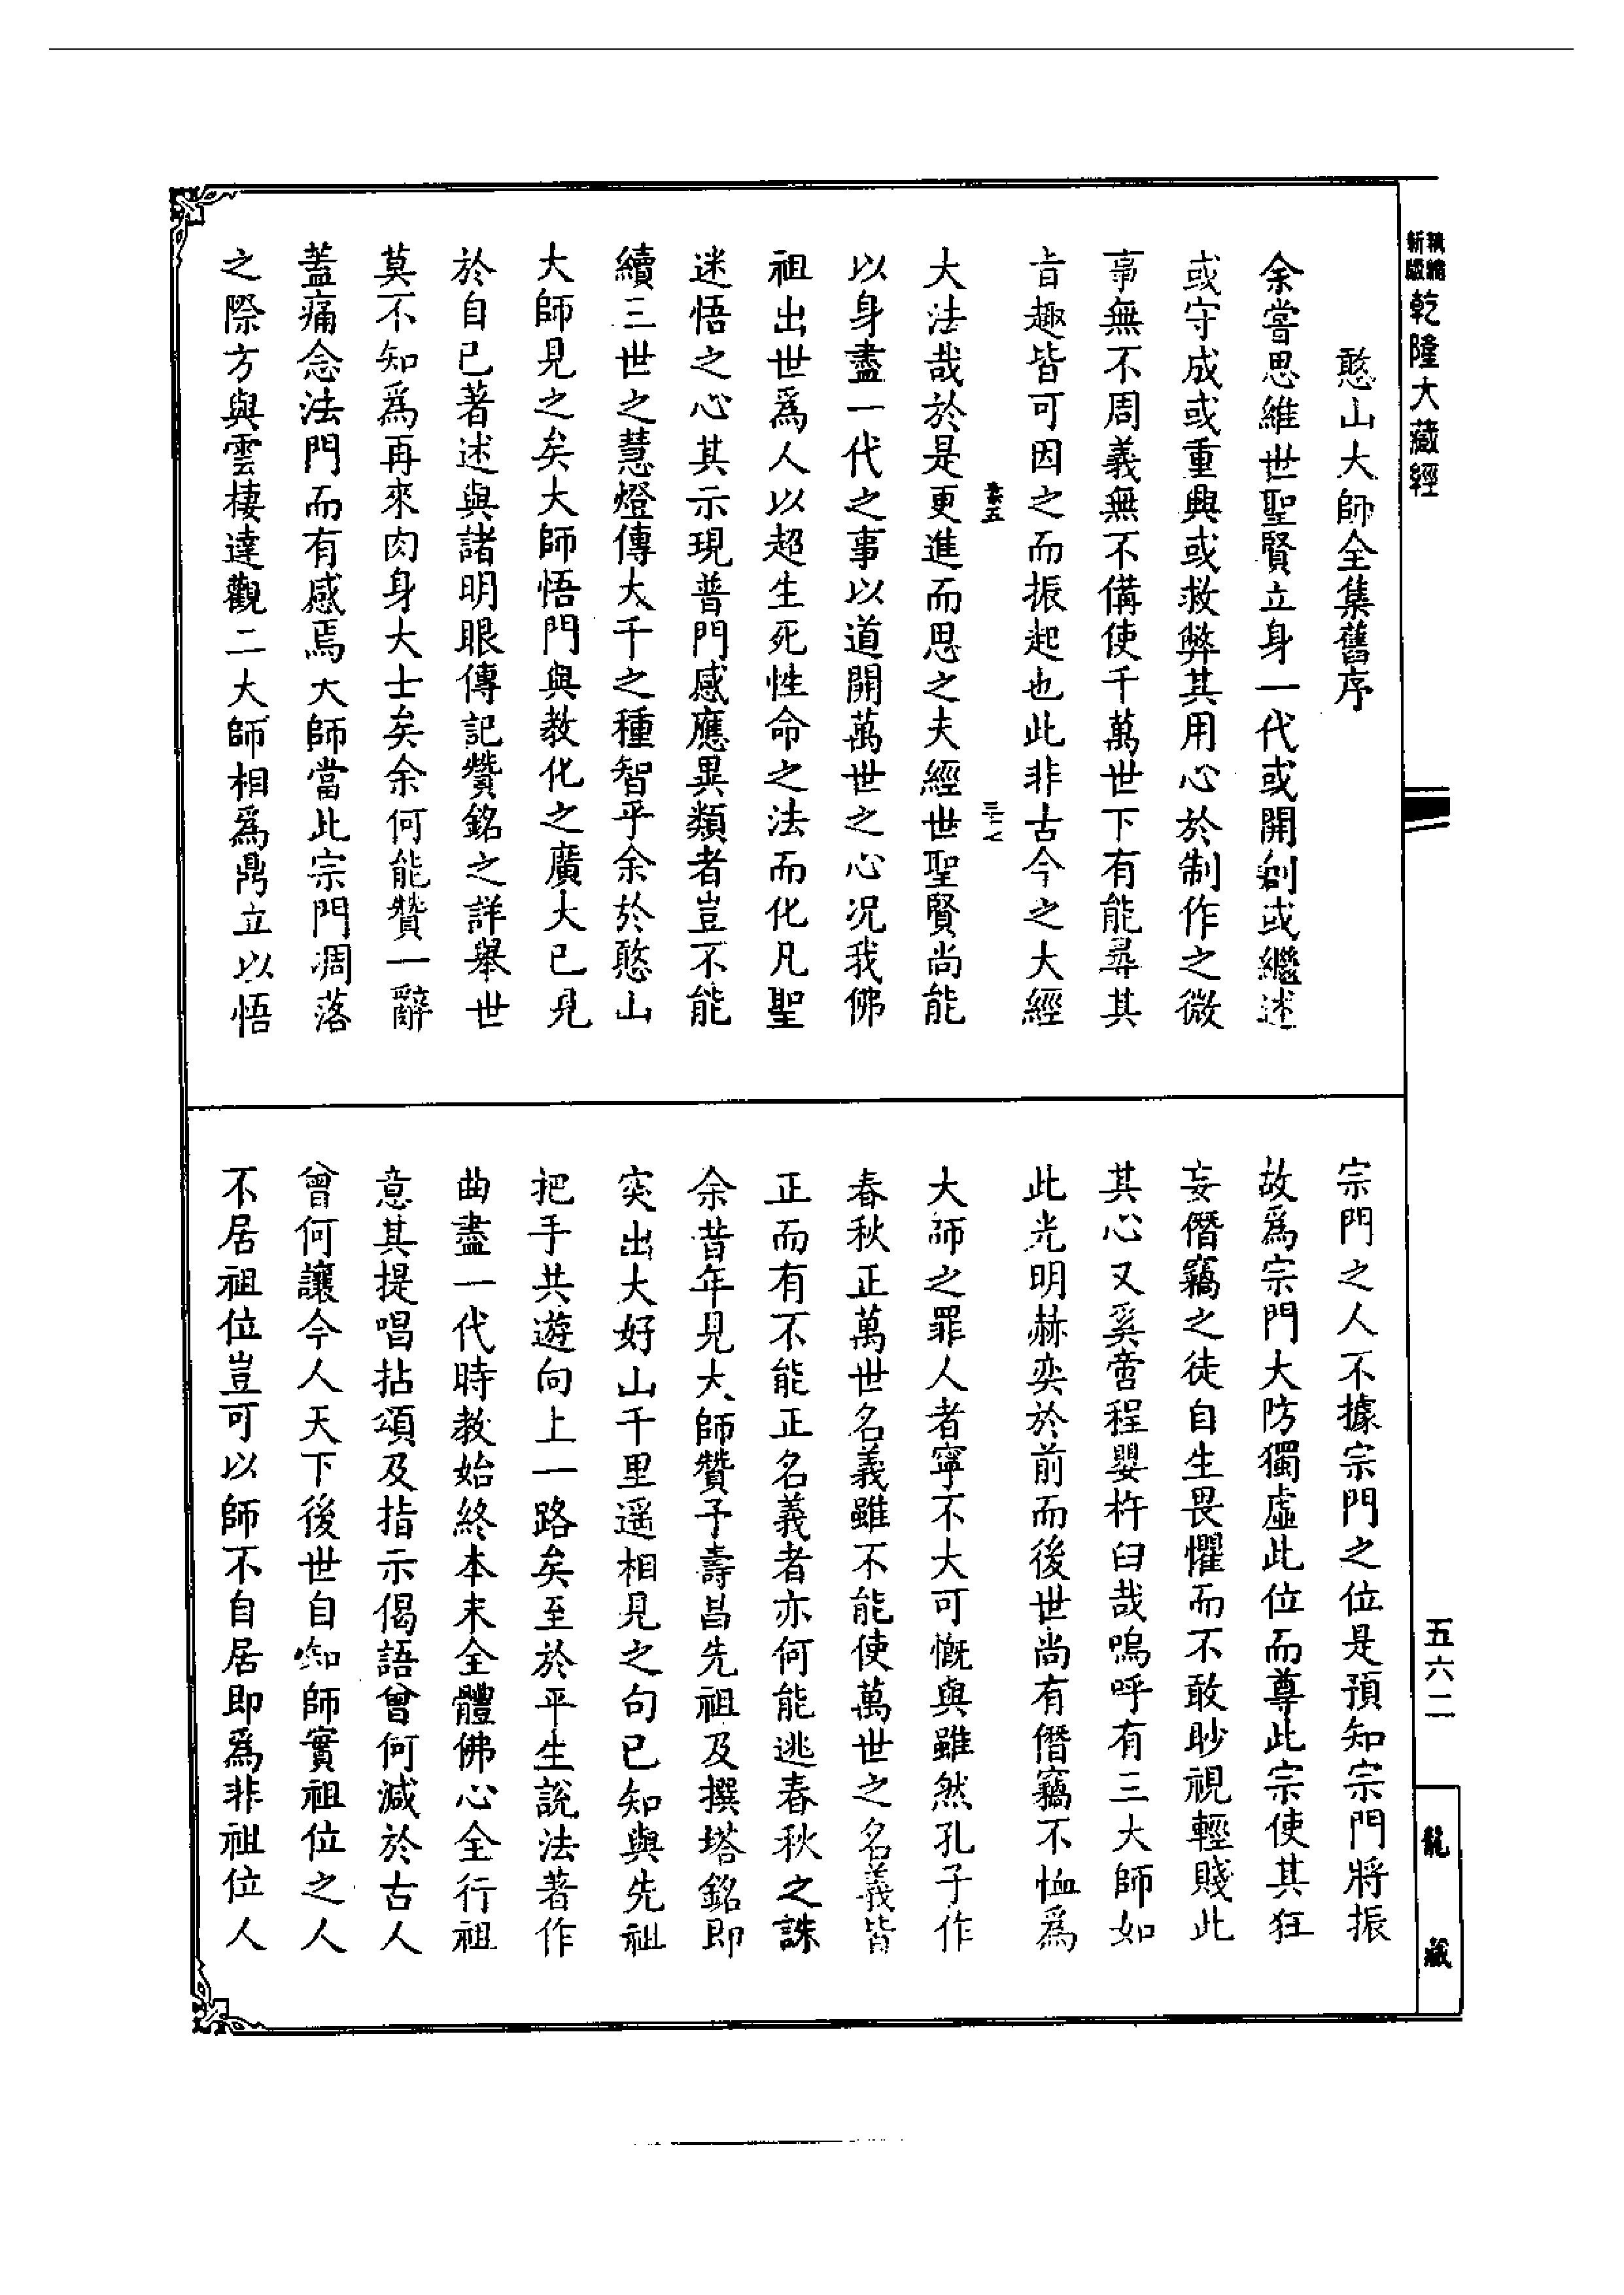 新版精縮乾隆大藏經
憨山大師全集舊序
余嘗思維世聖賢立身一代或開剏或繼述
或守成或重興或救弊其用心於制作之微
事無不周義無不備使千萬世下有能尋其
旨趣皆可因之而振起也此非古今之大經
大法哉於是更進而思之夫經世聖賢尚能
以身盡一代之事以道開萬世之心况我佛
祖出世爲人以超生死性命之法而化凡聖
迷悟之心其示現普門感應異類者豈不能
續三世之慧燈傳大千之種智乎余於憨山
大師見之矣大師悟門與教化之廣大已見
於自已著述與諸明眼傳記贊銘之詳舉世
莫不知爲再來肉身大士矣余何能贊一辭
蓋痛念法門而有感焉大師當此宗門凋落
之際方與雲棲達觀二大師相爲鼎立以悟
宗門之人不據宗門之位是預知宗門將振
故爲宗門大防獨虛此位而尊此宗使其狂
妄僭竊之徒自生畏懼而不敢眇視輕賤此
其心又奚啻程嬰杵臼哉嗚呼有三大師如
此光明赫奕於前而後世尚有僭竊不恤爲
大師之罪人者寧不大可慨與雖然孔子作
春秋正萬世名義雖不能使萬世之名義皆
正而有不能正名義者亦何能逃春秋之誅
余昔年見大師贊予壽昌先祖及撰塔銘即
突出大好山千里遥相見之句已知與先祖
把手共遊向上一路矣至於平生說法著作
曲盡一代時教始終本末全體佛心全行祖
意其提唱拈頌及指示偈語曾何減於古人
曾何讓今人天下後世自知師實祖位之人
不居祖位豈可以師不自居即爲非祖位人
五六二
龍藏